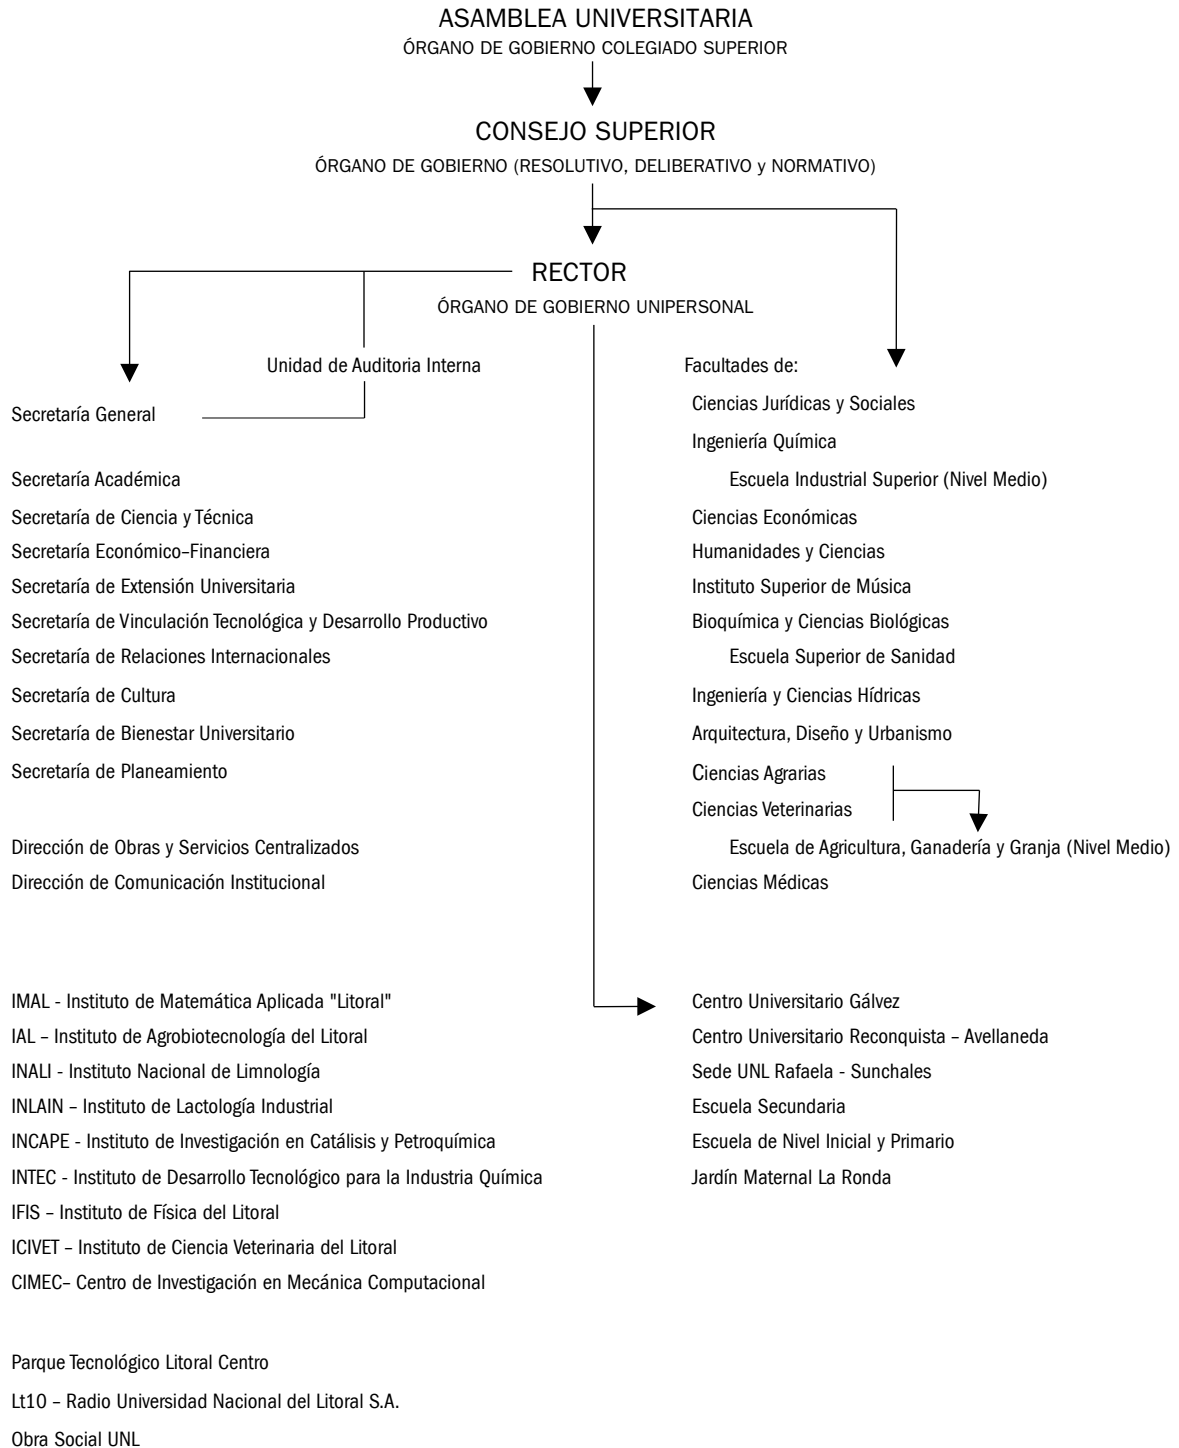 ASAMBLEA UNIVERSITARIA
ÓRGANO DE GOBIERNO COLEGIADO SUPERIOR
CONSEJO SUPERIOR
ÓRGANO DE GOBIERNO (RESOLUTIVO, DELIBERATIVO y NORMATIVO)
RECTOR
ÓRGANO DE GOBIERNO UNIPERSONAL
Unidad de Auditoria Interna
Secretaría General
Secretaría Académica
Secretaría de Ciencia y Técnica
Secretaría Económico–Financiera
Secretaría de Extensión Universitaria
Secretaría de Vinculación Tecnológica y Desarrollo Productivo
Secretaría de Relaciones Internacionales
Secretaría de Cultura
Secretaría de Bienestar Universitario
Secretaría de Planeamiento
Dirección de Obras y Servicios Centralizados
Dirección de Comunicación Institucional
Facultades de:
Ciencias Jurídicas y Sociales
Ingeniería Química
Escuela Industrial Superior (Nivel Medio)
Ciencias Económicas
Humanidades y Ciencias
Instituto Superior de Música
Bioquímica y Ciencias Biológicas
Escuela Superior de Sanidad
Ingeniería y Ciencias Hídricas
Arquitectura, Diseño y Urbanismo
Ciencias Agrarias
Ciencias Veterinarias
Escuela de Agricultura, Ganadería y Granja (Nivel Medio)
Ciencias Médicas
IMAL - Instituto de Matemática Aplicada "Litoral"
IAL – Instituto de Agrobiotecnología del Litoral
INALI - Instituto Nacional de Limnología
INLAIN – Instituto de Lactología Industrial
INCAPE - Instituto de Investigación en Catálisis y Petroquímica
INTEC - Instituto de Desarrollo Tecnológico para la Industria Química
IFIS – Instituto de Física del Litoral
ICIVET – Instituto de Ciencia Veterinaria del Litoral
CIMEC– Centro de Investigación en Mecánica Computacional
Centro Universitario Gálvez
Centro Universitario Reconquista – Avellaneda
Sede UNL Rafaela - Sunchales
Escuela Secundaria
Escuela de Nivel Inicial y Primario
Jardín Maternal La Ronda
Parque Tecnológico Litoral Centro
Lt10 – Radio Universidad Nacional del Litoral S.A.
Obra Social UNL